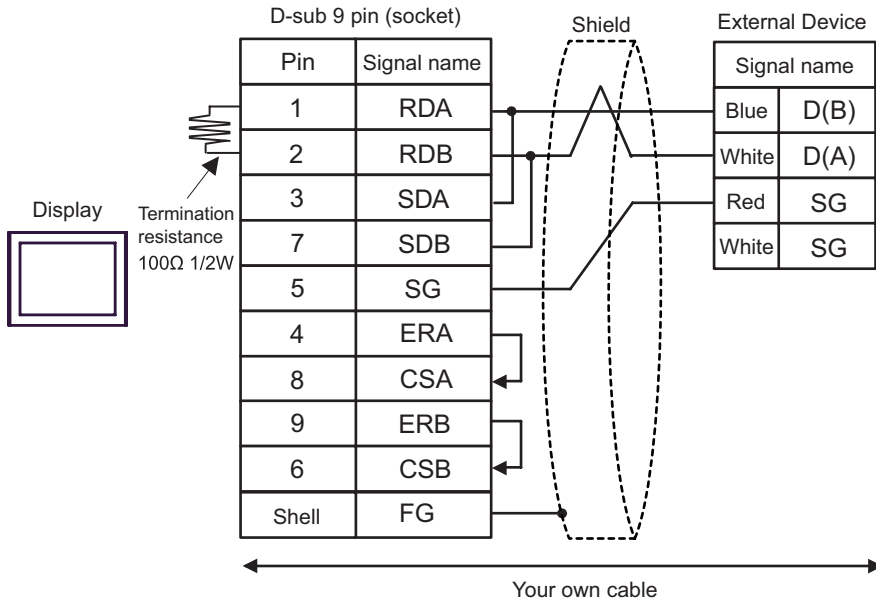 D-sub 9 pin (socket)
Shield
External Device
Pin Signal name
Signal name
1 RDA
Blue D(B)
2 RDB
White D(A)
3 SDA
Red SG
7 SDB
White SG
5 SG
4 ERA
8 CSA
9 ERB
6 CSB
Shell FG
Display
Termination
resistance
100Ω 1/2W
Your own cable